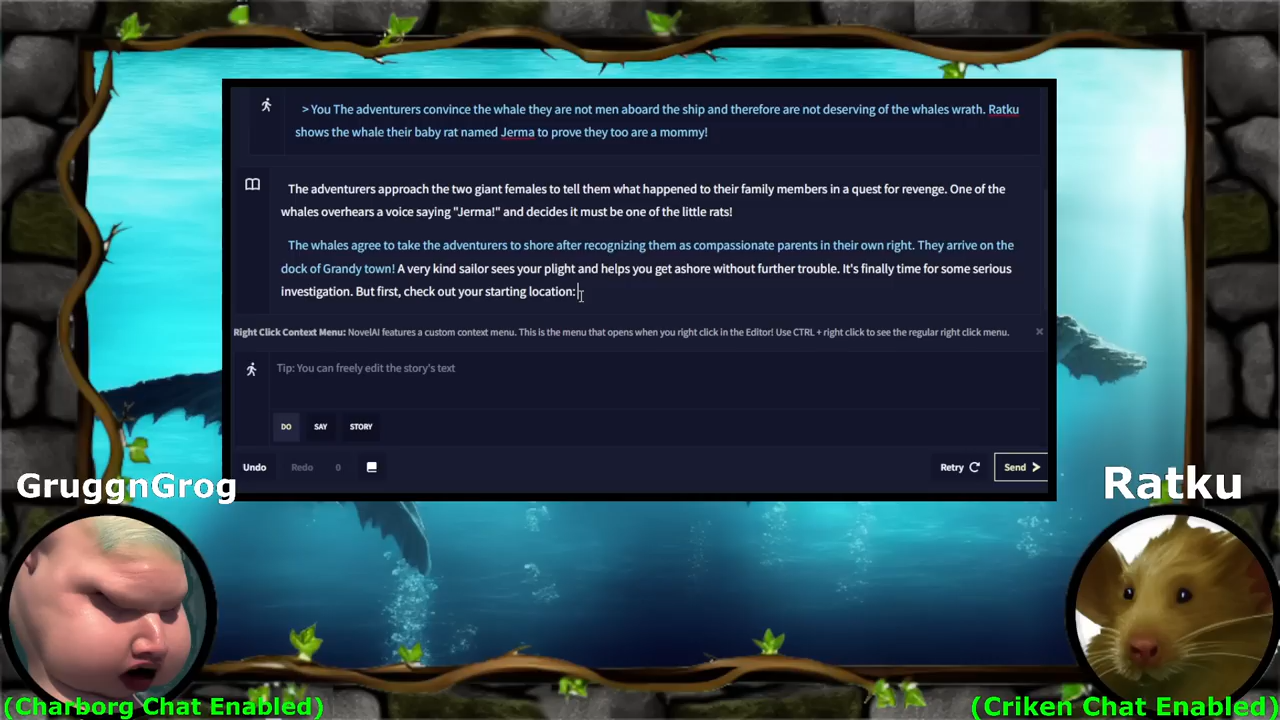 > You The adventurers convince the whale they are not men aboard the ship and therefore are not deserving of the whales wrath. Ratku
shows the whale their baby rat named Jerma to prove they too are a mommy!
The adventurers approach the two giant females to tell them what happened to their family members in a quest for revenge. One of the
whales overhears a voice saying "Jerma!" and decides it must be one of the little rats!
The whales agree to take the adventurers to shore after recognizing them as compassionate parents in their own right. They arrive on the
dock of Grandy town! A very kind sailor sees your plight and helps you get ashore without further trouble. It's finally time for some serious
investigation. But first, check out your starting location:
Right Click Context Menu: NovelAI features a custom context menu. This is the menu that opens when you right click in the Editor! Use CTRL + right click to see the regular right click menu.
Tip: You can freely edit the story's text
DO SAY STORY
Undo Redo 0 Retry Send
GruggnGrog
Ratku
(Charborg Chat Enabled)
(Criken Chat Enabled)